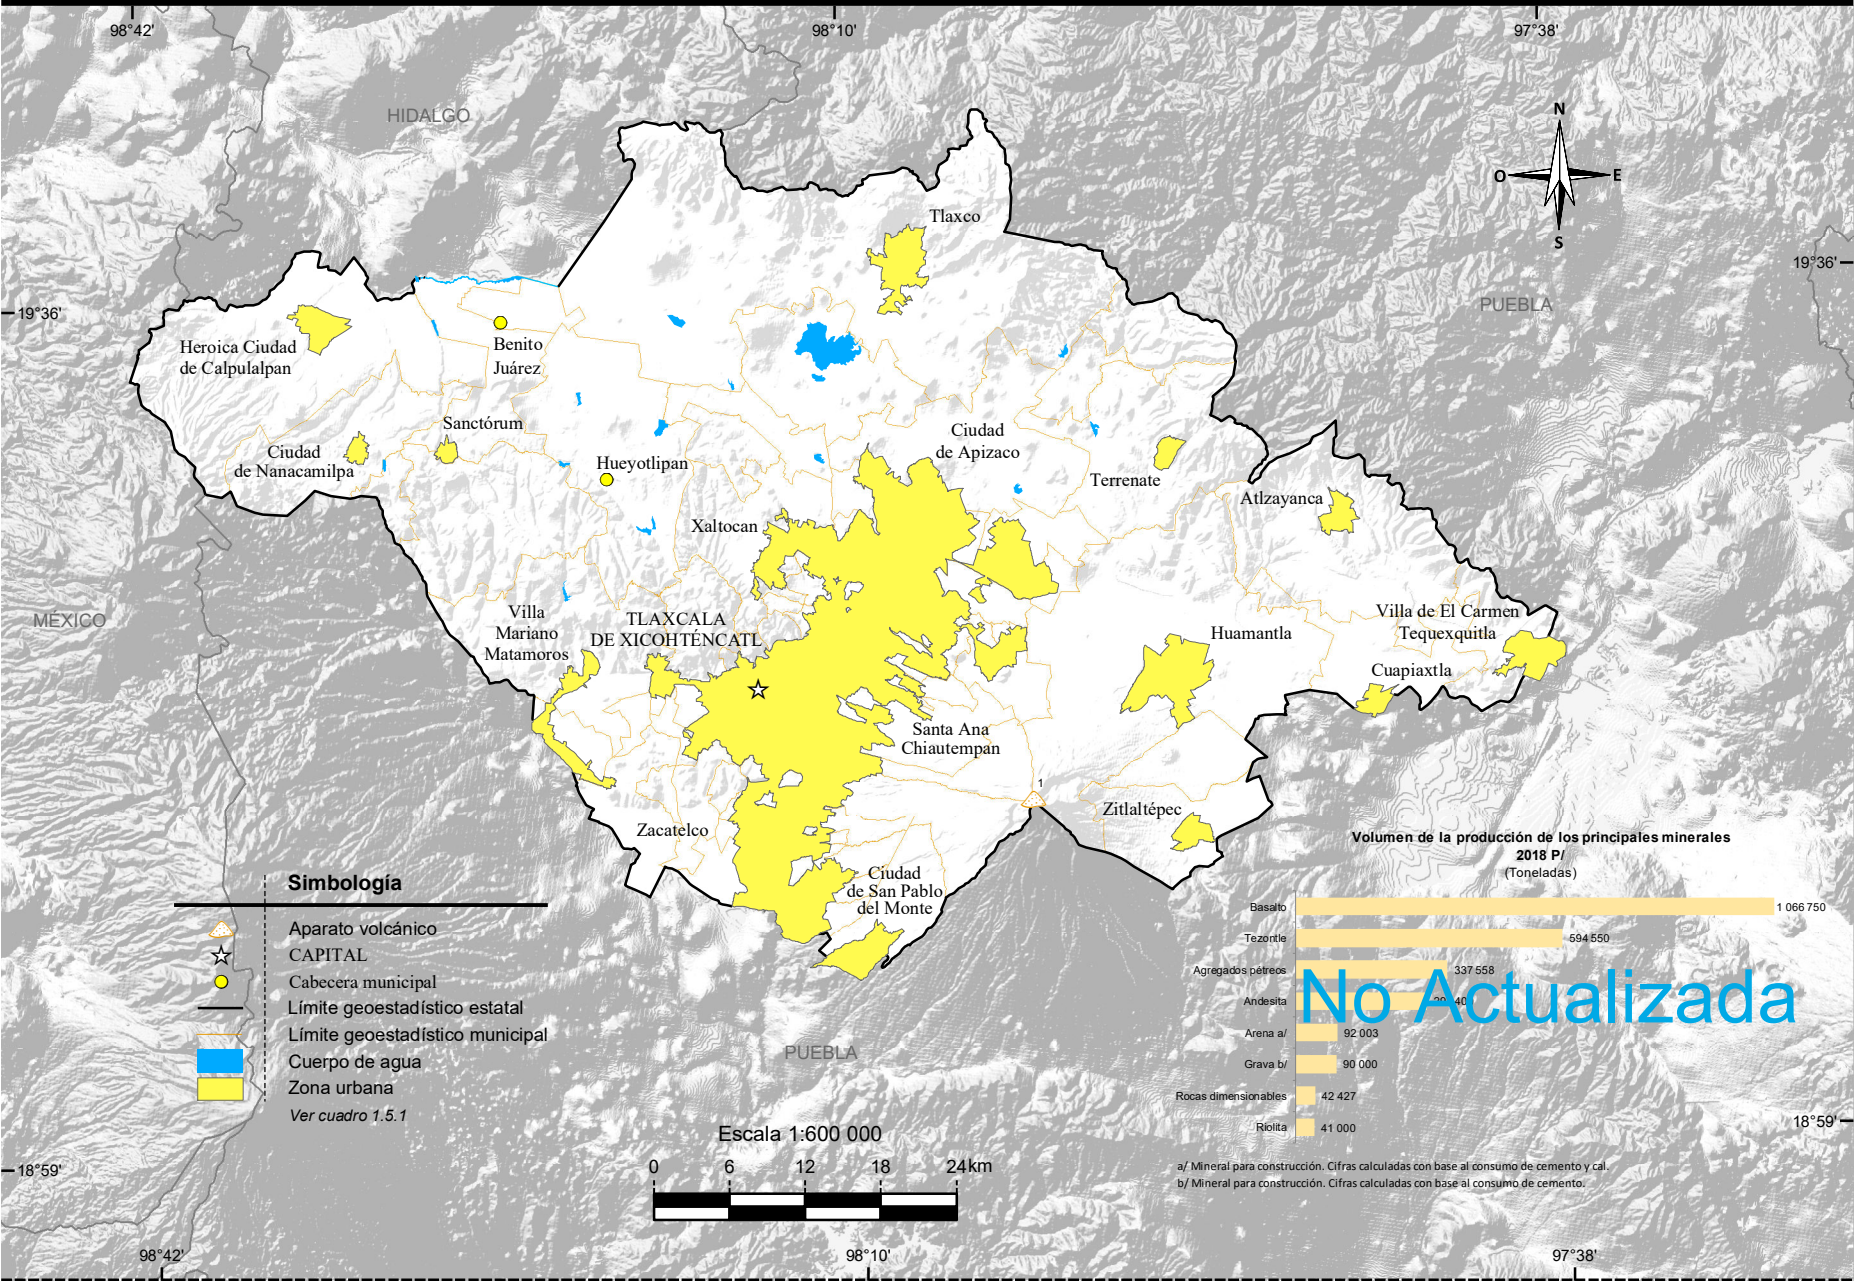 98°42'
98°10'
97°38'
HIDALGO
N
O
E
S
Tlaxco
19°36'
PUEBLA
19°36'
Heroica Ciudad
de Calpulalpan
Benito
Juárez
Sanctórum
Ciudad
de Nanacamilpa
Hueyotlipan
Ciudad
de Apizaco
Terrenate
Atlzayanca
Xaltocan
MÉXICO
Villa
Mariano
Matamoros
TLAXCALA
DE XICOHTÉNCATL
Huamantla
Villa de El Carmen
Tequexquitla
Cuapiaxtla
Santa Ana
Chiautempan
1
Zitlaltépec
Zacatelco
Ciudad
de San Pablo
del Monte
Simbología
Aparato volcánico
CAPITAL
Cabecera municipal
Límite geoestadístico estatal
Límite geoestadístico municipal
Cuerpo de agua
Zona urbana
Ver cuadro 1.5.1
PUEBLA
Volumen de la producción de los principales minerales
2018 P/
(Toneladas)
Basalto 1 066 750
Tezontle 594 550
Agregados pétreos 337 558
Andesita
No Actualizada
Arena a/ 92 003
Grava b/ 90 000
Rocas dimensionables 42 427
Riolita 41 000
a/ Mineral para construcción. Cifras calculadas con base al consumo de cemento y cal.
b/ Mineral para construcción. Cifras calculadas con base al consumo de cemento.
Escala 1:600 000
0 6 12 18 24 km
18°59'
18°59'
98°42'
98°10'
97°38'